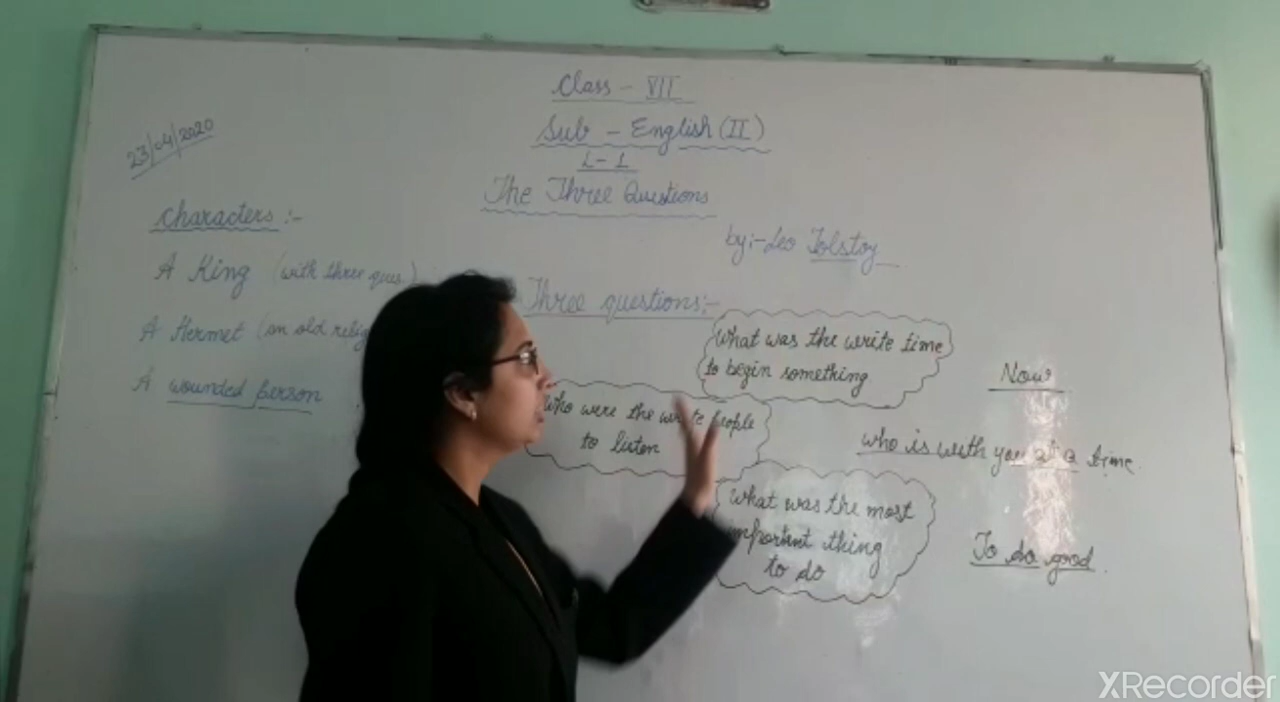 23/04/2020
Class - VII
Sub - English (II)
L-1
The Three Questions
by:- Leo Tolstoy
Characters :-
A King (with three ques)
A Hermet (an old relig
A wounded person
Three questions:-
What was the write time
to begin something
Now
Who were the write people
to listen
who is with you at a time.
What was the most
important thing
to do
To do good.
XRecorder